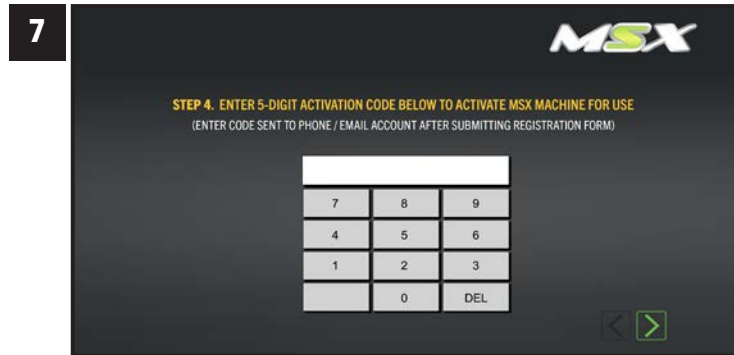 7
MSX
STEP 4. ENTER 5-DIGIT ACTIVATION CODE BELOW TO ACTIVATE MSX MACHINE FOR USE
(ENTER CODE SENT TO PHONE / EMAIL ACCOUNT AFTER SUBMITTING REGISTRATION FORM)
7 8 9
4 5 6
1 2 3
0 DEL